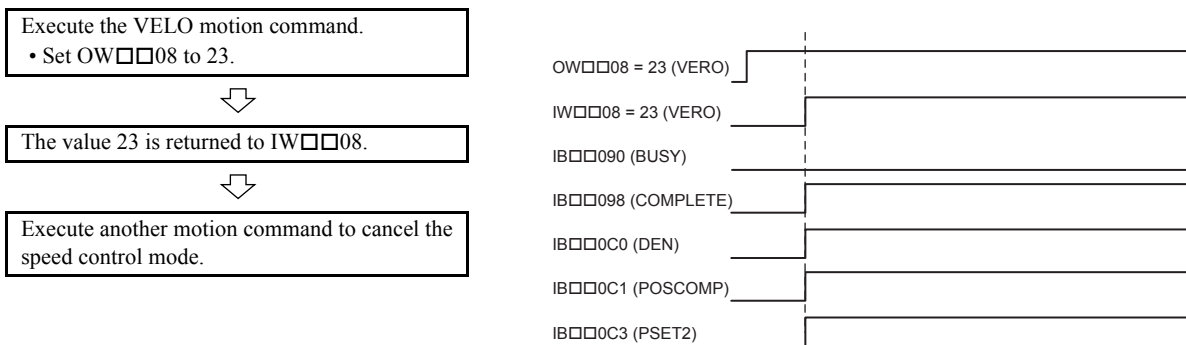 Execute the VELO motion command.
• Set OW□□08 to 23.
The value 23 is returned to IW□□08.
Execute another motion command to cancel the
speed control mode.
OW□□08 = 23 (VERO)
IW□□08 = 23 (VERO)
IB□□090 (BUSY)
IB□□098 (COMPLETE)
IB□□0C0 (DEN)
IB□□0C1 (POSCOMP)
IB□□0C3 (PSET2)